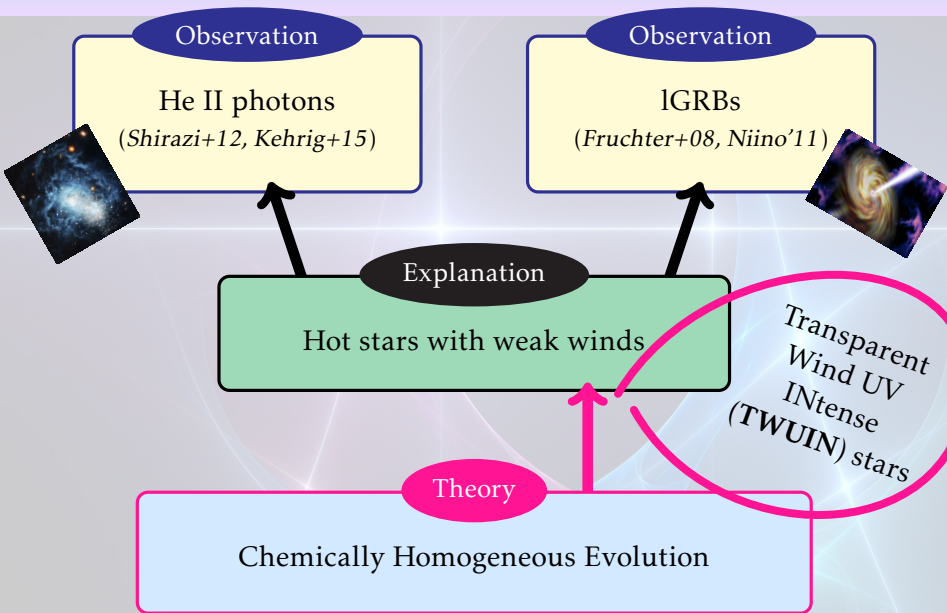 Observation
He II photons
(Shirazi+12, Kehrig+15)
Observation
lGRBs
(Fruchter+08, Niino'11)
Explanation
Hot stars with weak winds
Transparent
Wind UV
INtense
(TWUIN) stars
Theory
Chemically Homogeneous Evolution